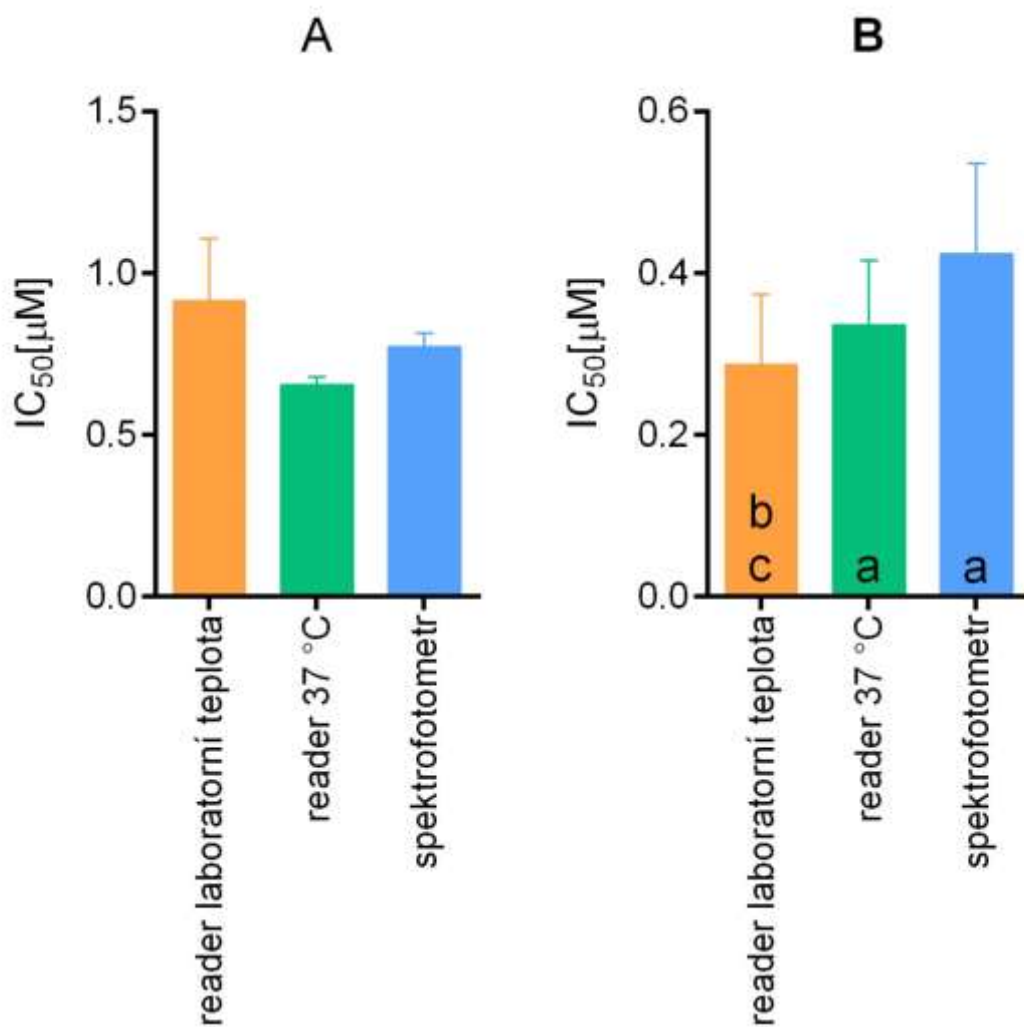 A
1.5
1.0
0.5
0.0
IC50[μM]
reader laboratorní teplota
reader 37 °C
spektrofotometr
B
0.6
0.4
0.2
0.0
IC50[μM]
b
c
a
a
reader laboratorní teplota
reader 37 °C
spektrofotometr